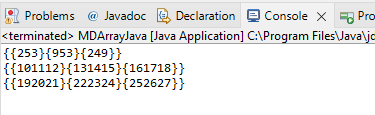 Problems @ Javadoc Declaration Console Pro
<terminated> MDArrayJava [Java Application] C:\Program Files\Java\jd
{{253}{953}{249}}
{{101112}{131415}{161718}}
{{192021}{222324}{252627}}